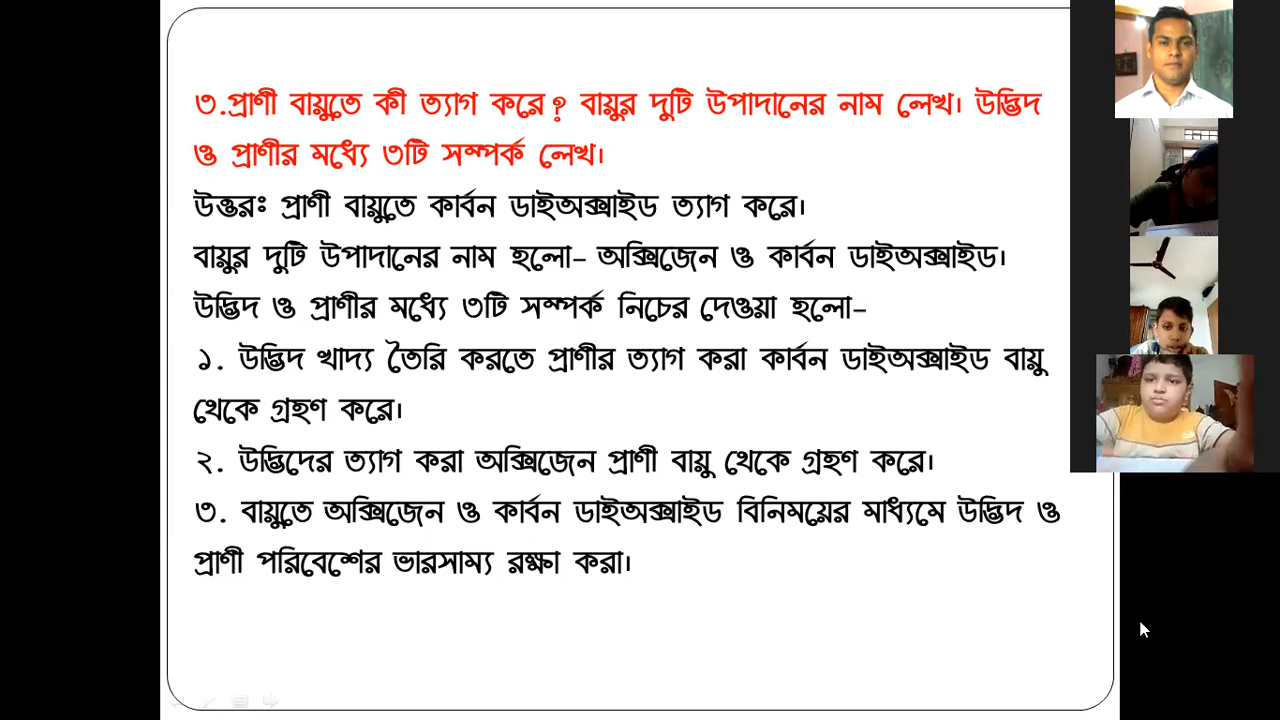 ৩.প্রাণী বায়ুতে কী ত্যাগ করে? বায়ুর দুটি উপাদানের নাম লেখ। উদ্ভিদ
ও প্রাণীর মধ্যে ৩টি সম্পর্ক লেখ।
উত্তরঃ প্রাণী বায়ুতে কার্বন ডাইঅক্সাইড ত্যাগ করে।
বায়ুর দুটি উপাদানের নাম হলো- অক্সিজেন ও কার্বন ডাইঅক্সাইড।
উদ্ভিদ ও প্রাণীর মধ্যে ৩টি সম্পর্ক নিচের দেওয়া হলো-
১. উদ্ভিদ খাদ্য তৈরি করতে প্রাণীর ত্যাগ করা কার্বন ডাইঅক্সাইড বায়ু
থেকে গ্রহণ করে।
২. উদ্ভিদের ত্যাগ করা অক্সিজেন প্রাণী বায়ু থেকে গ্রহণ করে।
৩. বায়ুতে অক্সিজেন ও কার্বন ডাইঅক্সাইড বিনিময়ের মাধ্যমে উদ্ভিদ ও
প্রাণী পরিবেশের ভারসাম্য রক্ষা করা।